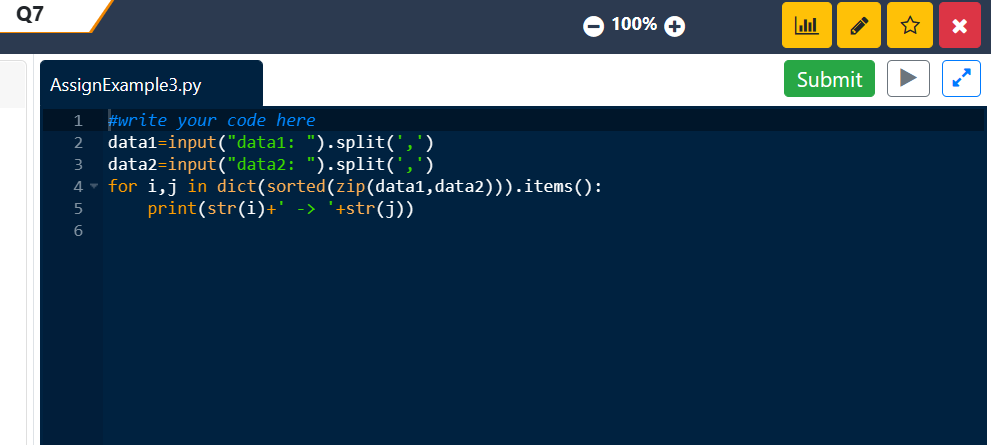 Q7
100%
AssignExample3.py
Submit
1 #write your code here
2 data1=input("data1: ").split(',')
3 data2=input("data2: ").split(',')
4 for i,j in dict(sorted(zip(data1,data2))).items():
5     print(str(i)+' -> '+str(j))
6